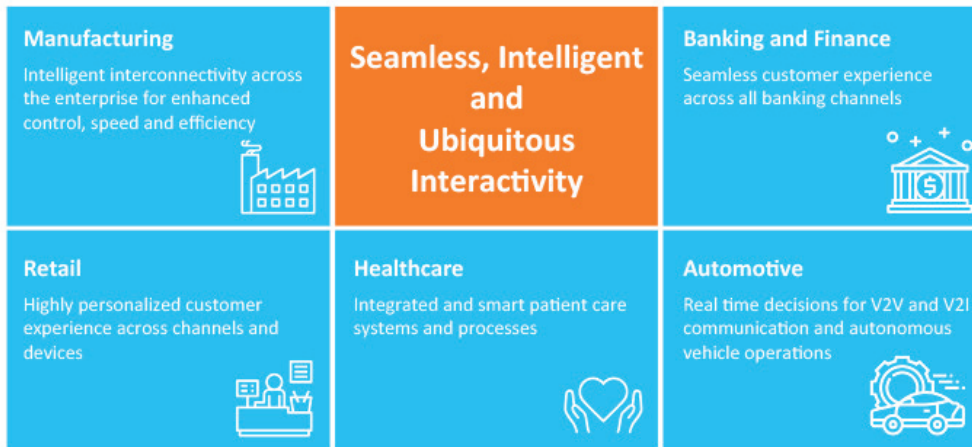 Manufacturing
Intelligent interconnectivity across
the enterprise for enhanced
control, speed and efficiency
Seamless, Intelligent
and
Ubiquitous
Interactivity
Banking and Finance
Seamless customer experience
across all banking channels
$
Retail
Highly personalized customer
experience across channels and
devices
Healthcare
Integrated and smart patient care
systems and processes
Automotive
Real time decisions for V2V and V2I
communication and autonomous
vehicle operations